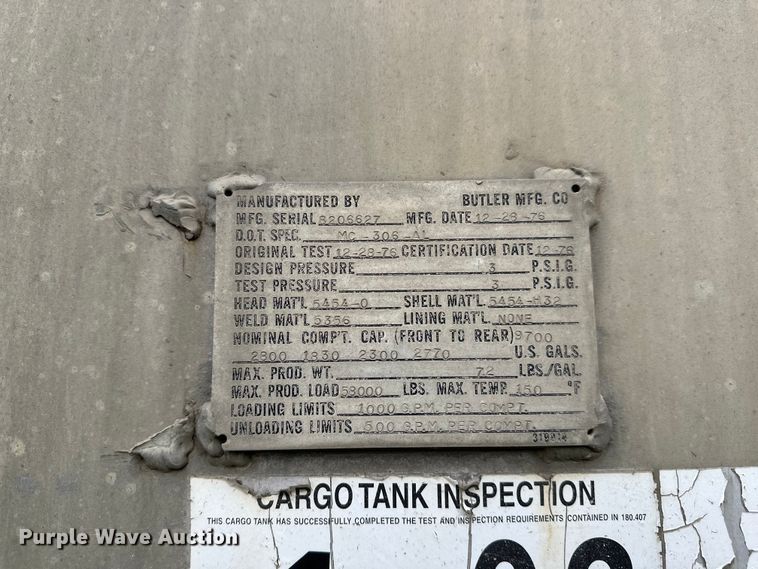 MANUFACTURED BY BUTLER MFG. CO
MFG. SERIAL 8206627 MFG. DATE 12-28-76
D.O.T. SPEC. MC 306-AL
ORIGINAL TEST 12-28-76 CERTIFICATION DATE 12-76
DESIGN PRESSURE 3 P.S.I.G.
TEST PRESSURE 3 P.S.I.G.
HEAD MAT'L 5454-0 SHELL MAT'L 5454-H32
WELD MAT'L 5356 LINING MAT'L NONE
NOMINAL COMP'T. CAP. (FRONT TO REAR) 9700
2800 1830 2300 2770 U.S. GALS.
MAX. PROD. WT. 7.2 LBS./GAL.
MAX. PROD. LOAD 58000 LBS. MAX. TEMP. 150 °F
LOADING LIMITS 1000 G.P.M. PER COMPT.
UNLOADING LIMITS 500 G.P.M. PER COMPT.
CARGO TANK INSPECTION
THIS CARGO TANK HAS SUCCESSFULLY COMPLETED THE TEST AND INSPECTION REQUIREMENTS CONTAINED IN 180.407
Purple Wave Auction